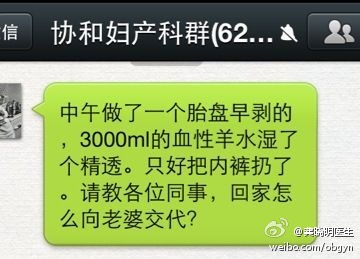 信
协和妇产科群(62...
中午做了一个胎盘早剥的
，3000ml的血性羊水湿了
个精透。只好把内裤扔了
。请教各位同事，回家怎
么向老婆交代?
@龚晓明医生
weibo.com/obgyn